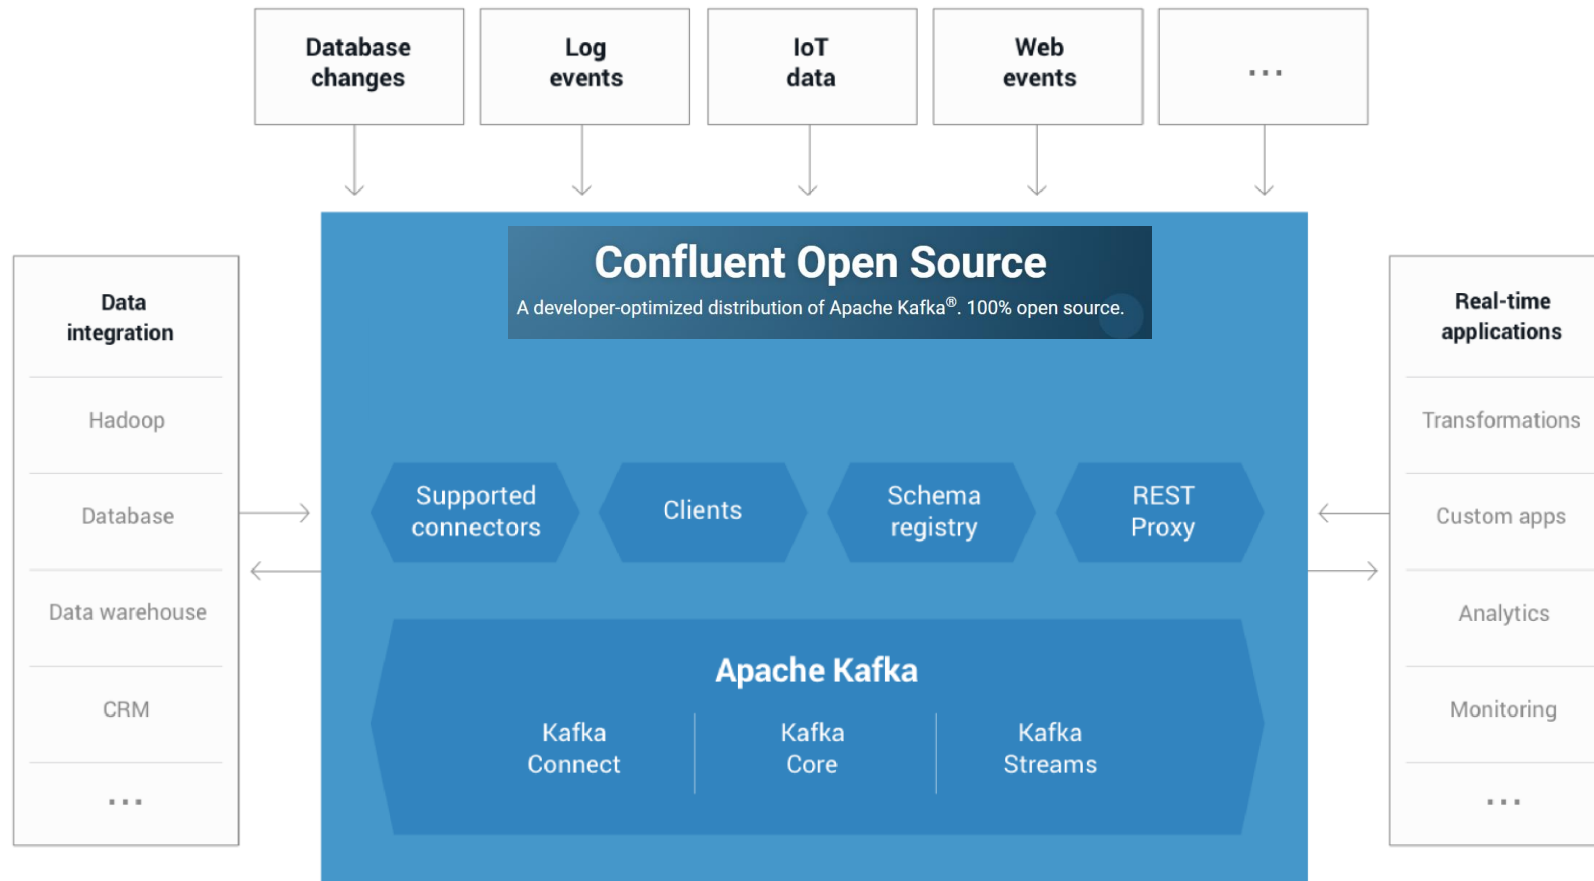 Database
changes
Log
events
IoT
data
Web
events
...
Confluent Open Source
A developer-optimized distribution of Apache Kafka®. 100% open source.
Data
integration
Hadoop
Database
Data warehouse
CRM
...
Supported
connectors
Clients
Schema
registry
REST
Proxy
Apache Kafka
Kafka
Connect
Kafka
Core
Kafka
Streams
Real-time
applications
Transformations
Custom apps
Analytics
Monitoring
...